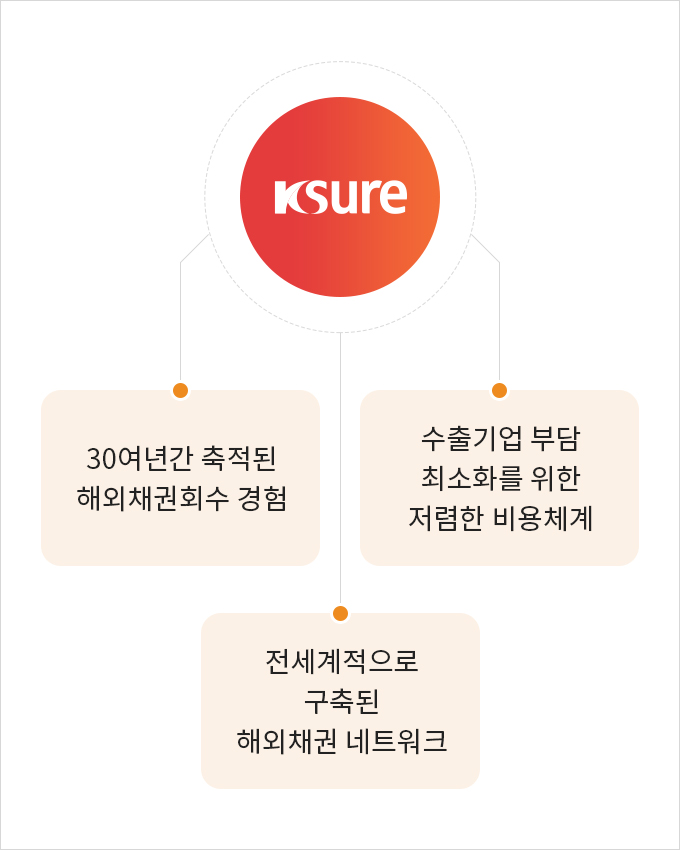 ksure
30여년간 축적된
해외채권회수 경험
수출기업 부담
최소화를 위한
저렴한 비용체계
전세계적으로
구축된
해외채권 네트워크